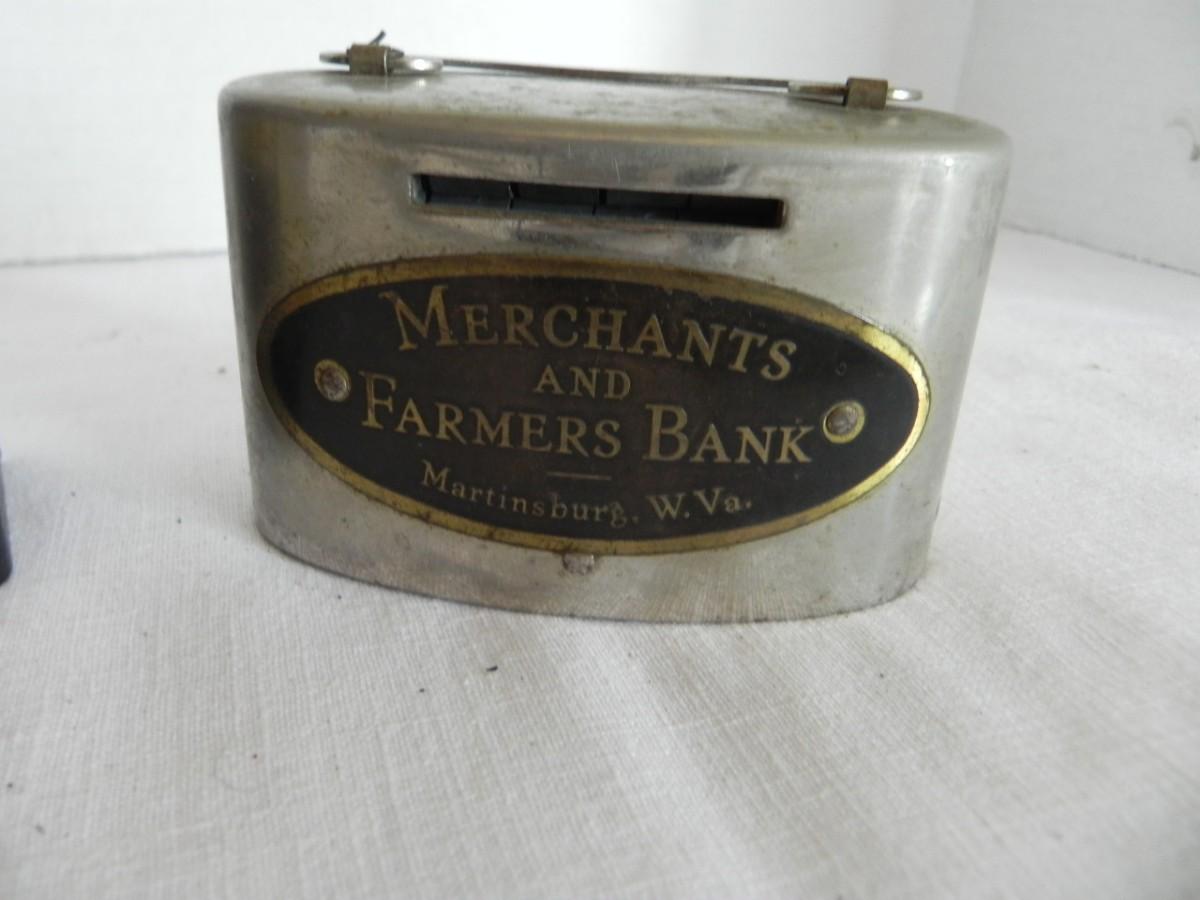 MERCHANTS
AND
FARMERS BANK
Martinsburg, W. Va.